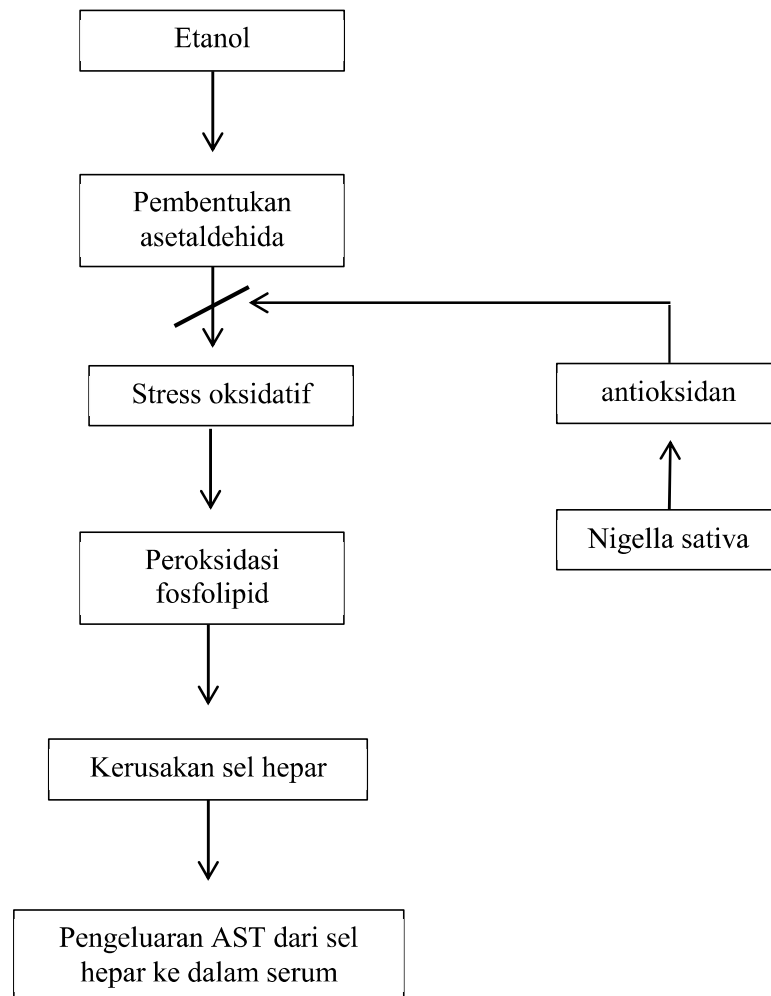 Etanol
Pembentukan
asetaldehida
Stress oksidatif
antioksidan
Nigella sativa
Peroksidasi
fosfolipid
Kerusakan sel hepar
Pengeluaran AST dari sel
hepar ke dalam serum